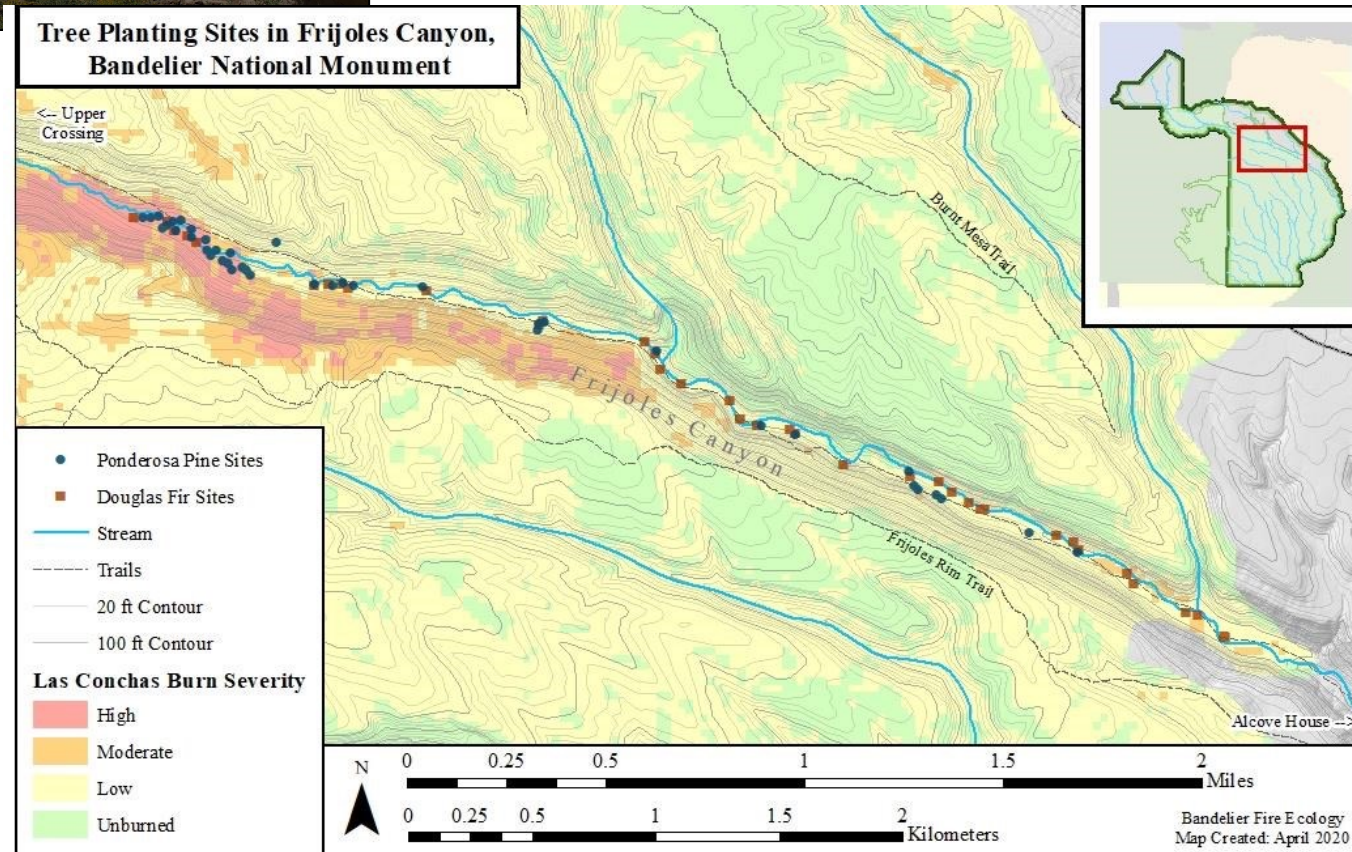 Tree Planting Sites in Frijoles Canyon,
Bandelier National Monument
<-- Upper
Crossing
Burnt Mesa Trail
Frijoles Canyon
Frijoles Rim Trail
Alcove House -->
Ponderosa Pine Sites
Douglas Fir Sites
Stream
Trails
20 ft Contour
100 ft Contour
Las Conchas Burn Severity
High
Moderate
Low
Unburned
N
0 0.25 0.5 1 1.5 2
Miles
0 0.25 0.5 1 1.5 2
Kilometers
Bandelier Fire Ecology
Map Created: April 2020